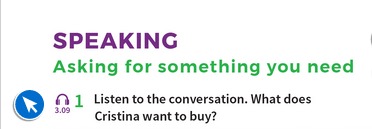 SPEAKING
Asking for something you need
3.09
1 Listen to the conversation. What does
Cristina want to buy?